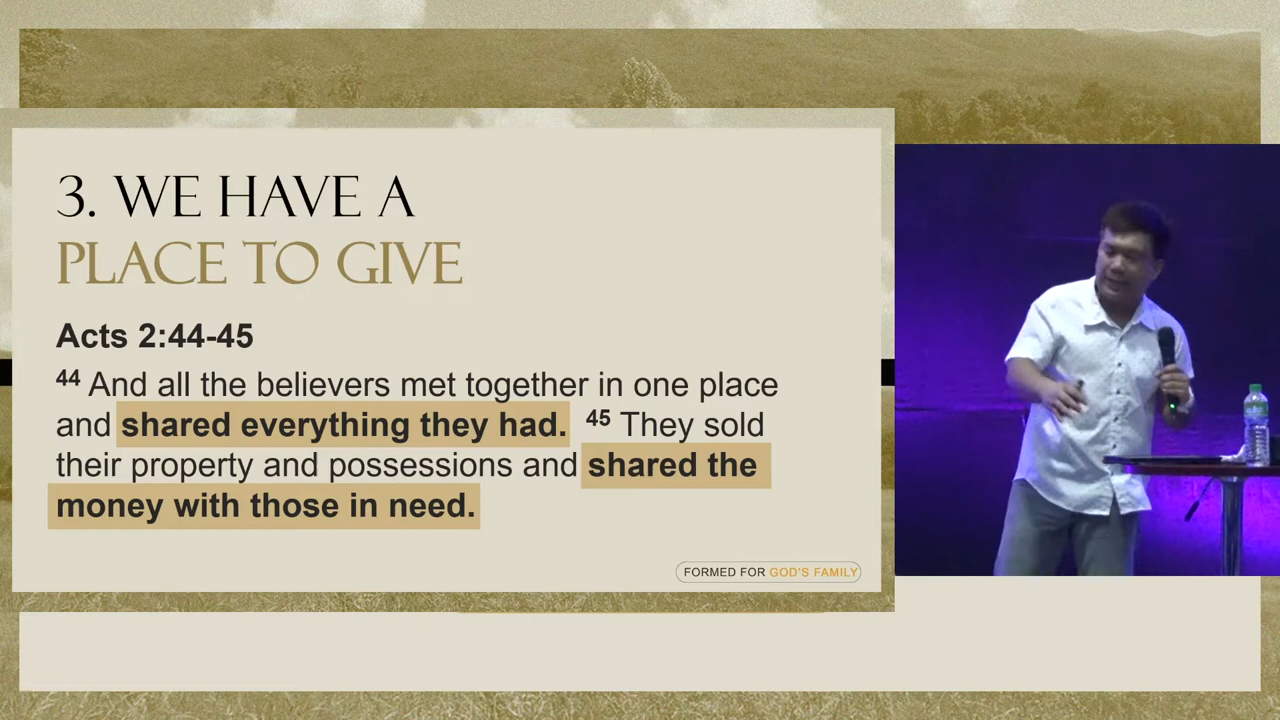 3. WE HAVE A
PLACE TO GIVE
Acts 2:44-45
44 And all the believers met together in one place
and shared everything they had. 45 They sold
their property and possessions and shared the
money with those in need.
FORMED FOR GOD'S FAMILY